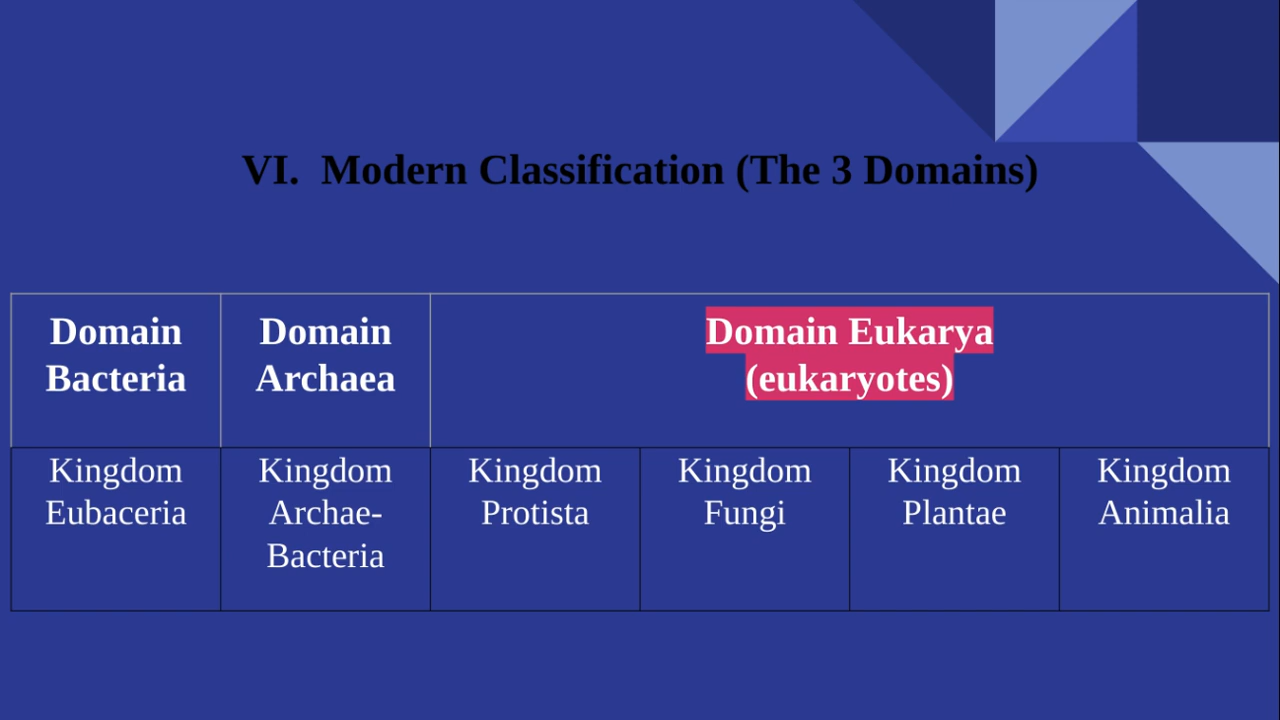 VI.  Modern Classification (The 3 Domains)
Domain
Bacteria
Domain
Archaea
Domain Eukarya
(eukaryotes)
Kingdom
Eubaceria
Kingdom
Archae-
Bacteria
Kingdom
Protista
Kingdom
Fungi
Kingdom
Plantae
Kingdom
Animalia